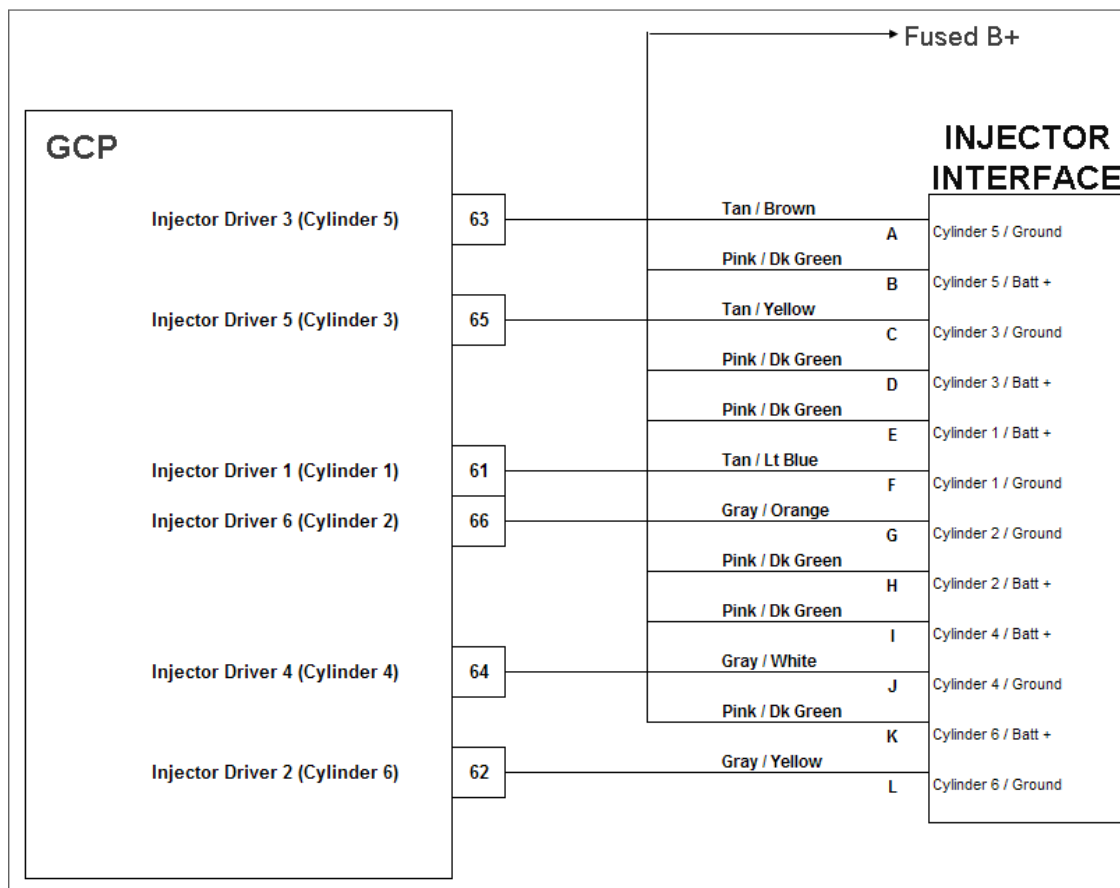 Fused B+
GCP
INJECTOR
INTERFACE
Injector Driver 3 (Cylinder 5)
63
Tan / Brown
A
Cylinder 5 / Ground
Pink / Dk Green
B
Cylinder 5 / Batt +
Injector Driver 5 (Cylinder 3)
65
Tan / Yellow
C
Cylinder 3 / Ground
Pink / Dk Green
D
Cylinder 3 / Batt +
Pink / Dk Green
E
Cylinder 1 / Batt +
Injector Driver 1 (Cylinder 1)
61
Tan / Lt Blue
F
Cylinder 1 / Ground
Injector Driver 6 (Cylinder 2)
66
Gray / Orange
G
Cylinder 2 / Ground
Pink / Dk Green
H
Cylinder 2 / Batt +
Pink / Dk Green
I
Cylinder 4 / Batt +
Injector Driver 4 (Cylinder 4)
64
Gray / White
J
Cylinder 4 / Ground
Pink / Dk Green
K
Cylinder 6 / Batt +
Injector Driver 2 (Cylinder 6)
62
Gray / Yellow
L
Cylinder 6 / Ground